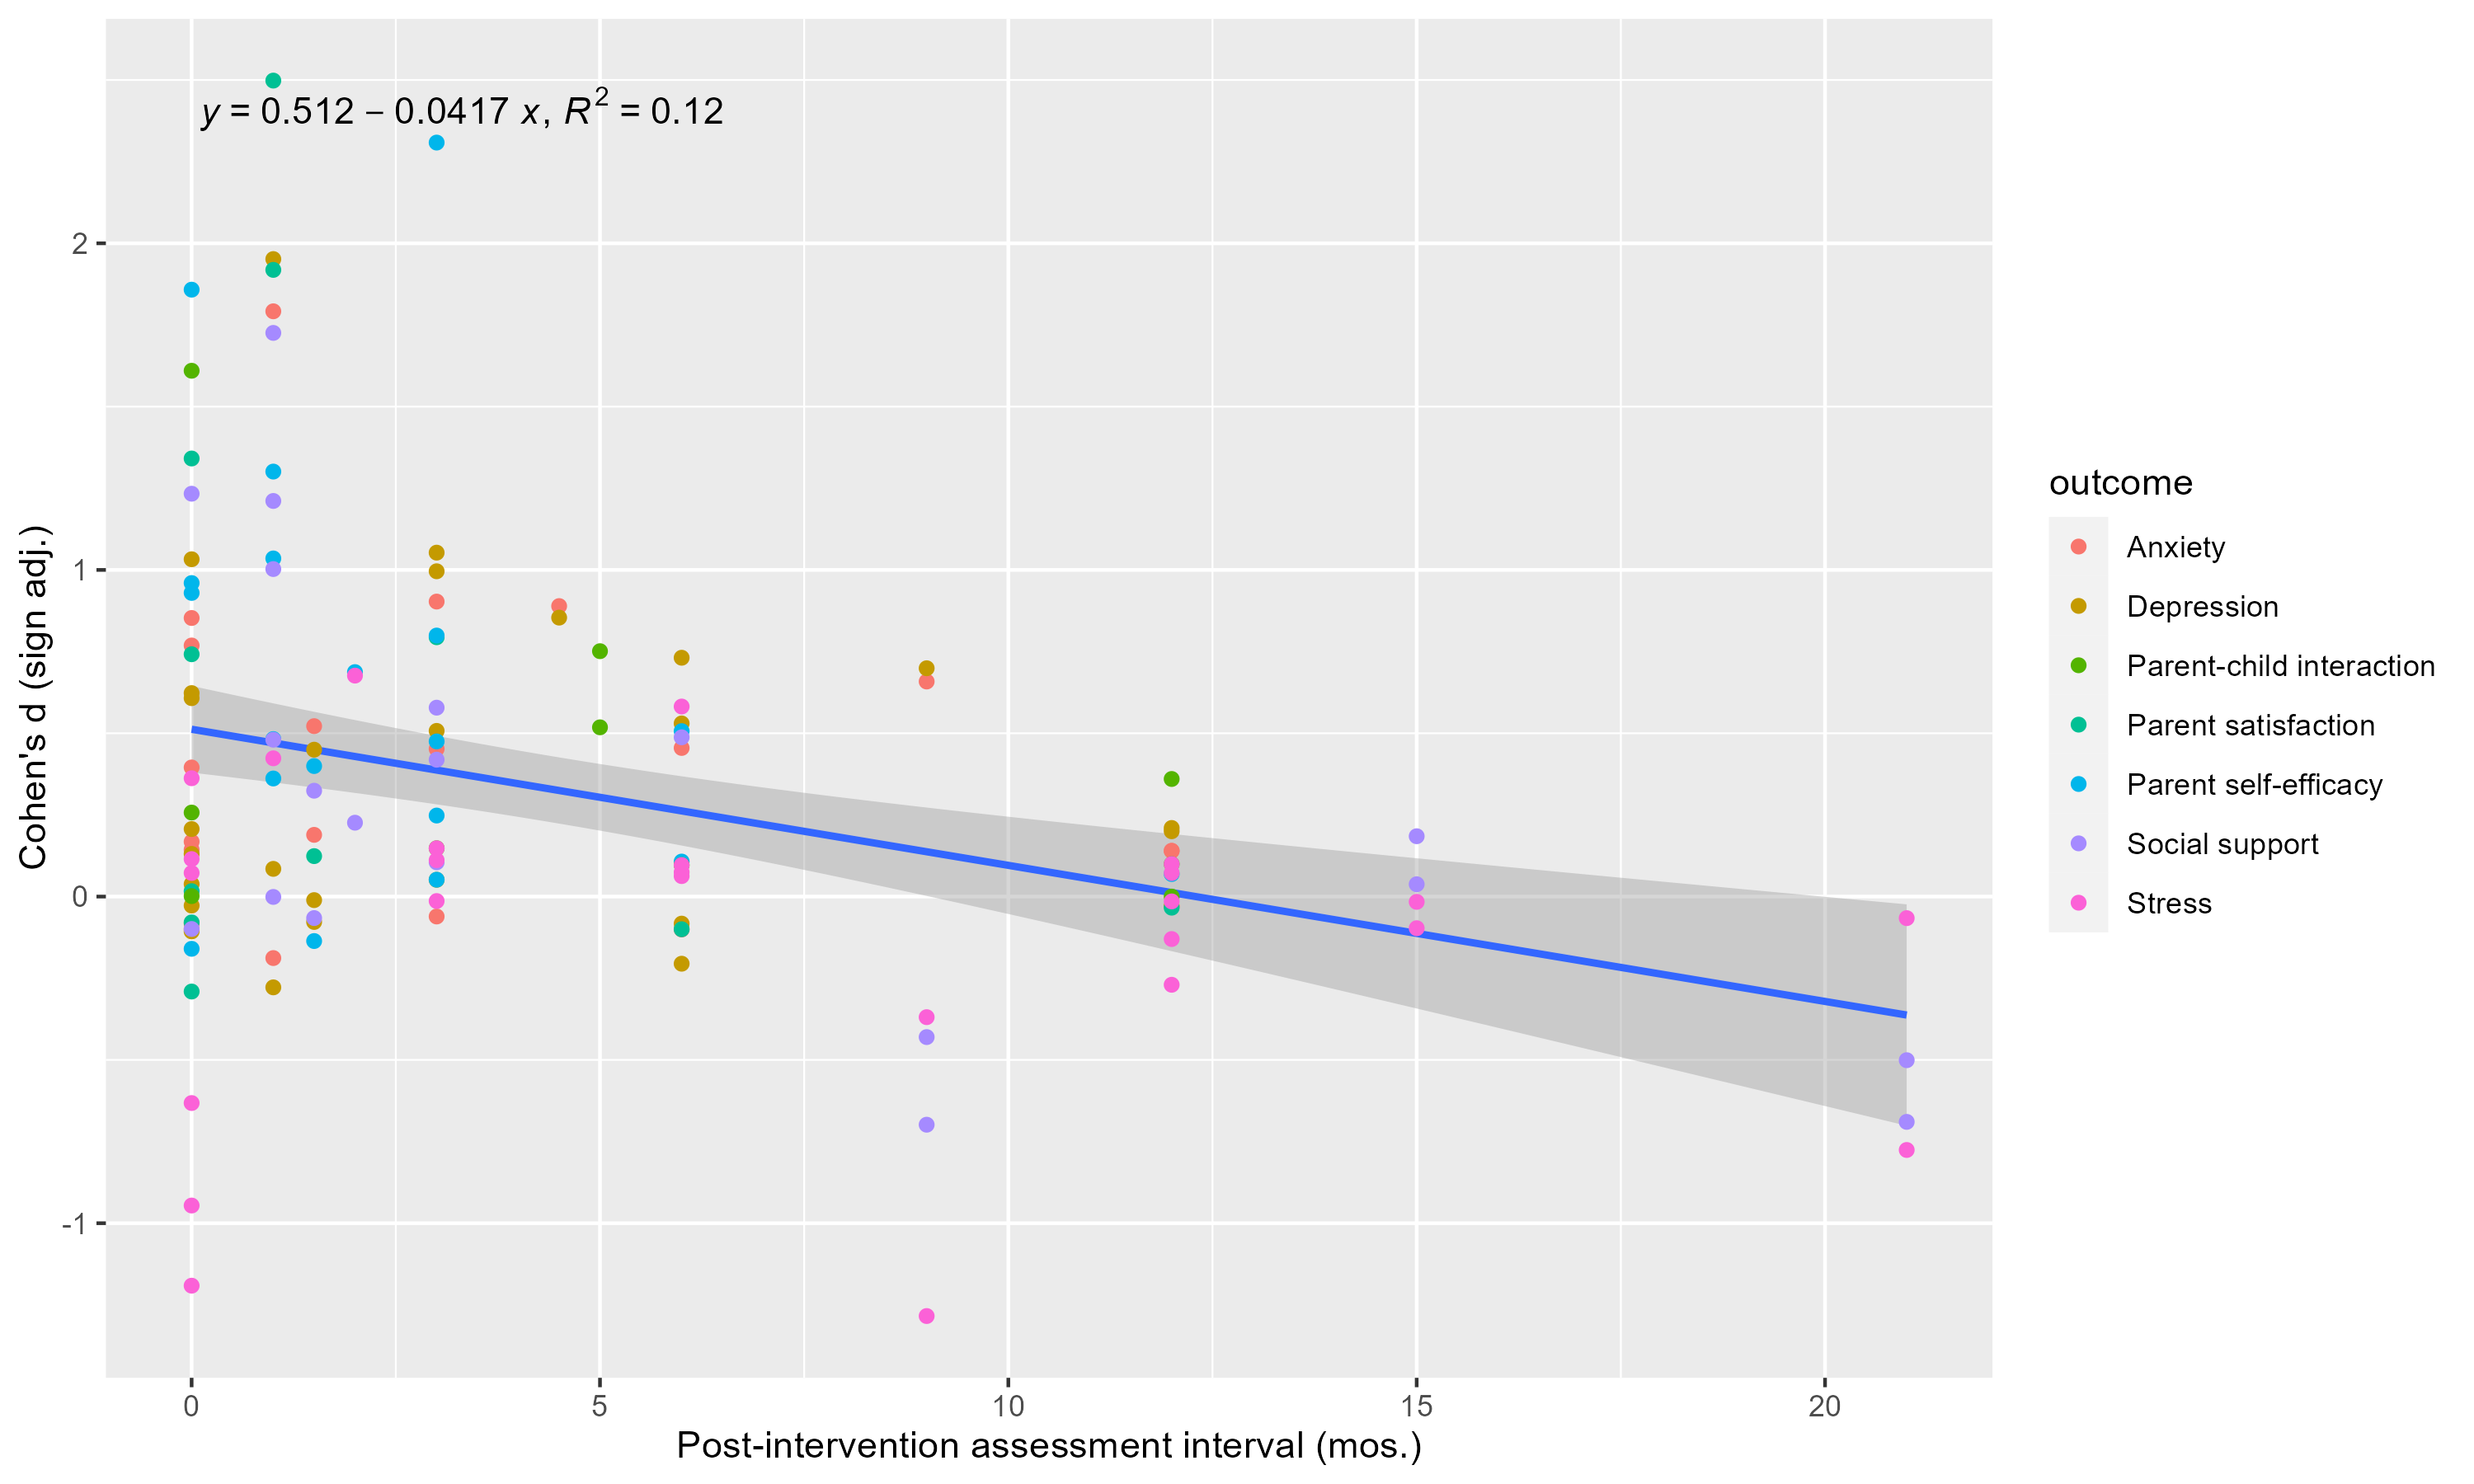 y = 0.512 − 0.0417 x, R² = 0.12
2
1
0
-1
Cohen's d (sign adj.)
0 5 10 15 20
Post-intervention assessment interval (mos.)
outcome
Anxiety
Depression
Parent-child interaction
Parent satisfaction
Parent self-efficacy
Social support
Stress